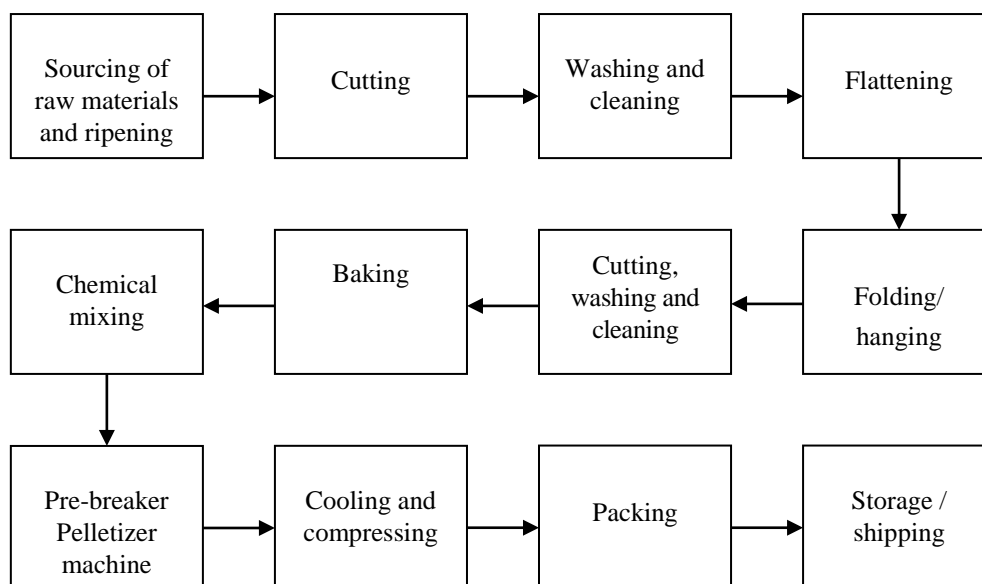 Sourcing of
raw materials
and ripening
Cutting
Washing and
cleaning
Flattening
Folding/
hanging
Cutting,
washing and
cleaning
Baking
Chemical
mixing
Pre-breaker
Pelletizer
machine
Cooling and
compressing
Packing
Storage /
shipping